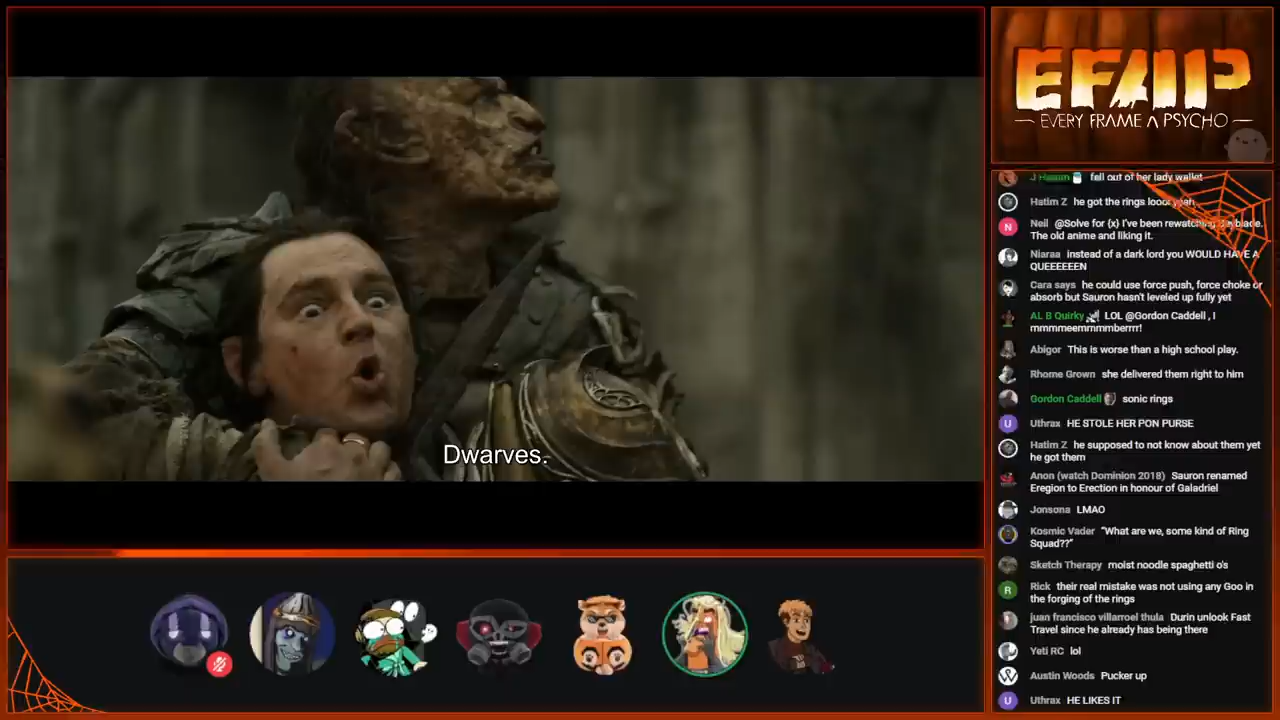 Dwarves.
EFAP
EVERY FRAME A PSYCHO
fell out of her lady wallet
Hatim Z he got the rings looool yeah
Neil @Solve for (x) I've been rewatching Beyblade.
The old anime and liking it.
Niaraa instead of a dark lord you WOULD HAVE A
QUEEEEEEN
Cara says he could use force push, force choke or
absorb but Sauron hasn't leveled up fully yet
AL B Quirky LOL @Gordon Caddell , I
mmmmeemmmmberrr!
Abigor This is worse than a high school play.
Rhome Grown she delivered them right to him
Gordon Caddell sonic rings
Uthrax HE STOLE HER PON PURSE
Hatim Z he supposed to not know about them yet
he got them
Anon (watch Dominion 2018) Sauron renamed
Eregion to Erection in honour of Galadriel
Jonsona LMAO
Kosmic Vader "What are we, some kind of Ring
Squad??"
Sketch Therapy moist noodle spaghetti o's
R Rick their real mistake was not using any Goo in
the forging of the rings
juan francisco villarroel thula Durin unlook Fast
Travel since he already has being there
Yeti RC lol
Austin Woods Pucker up
U Uthrax HE LIKES IT